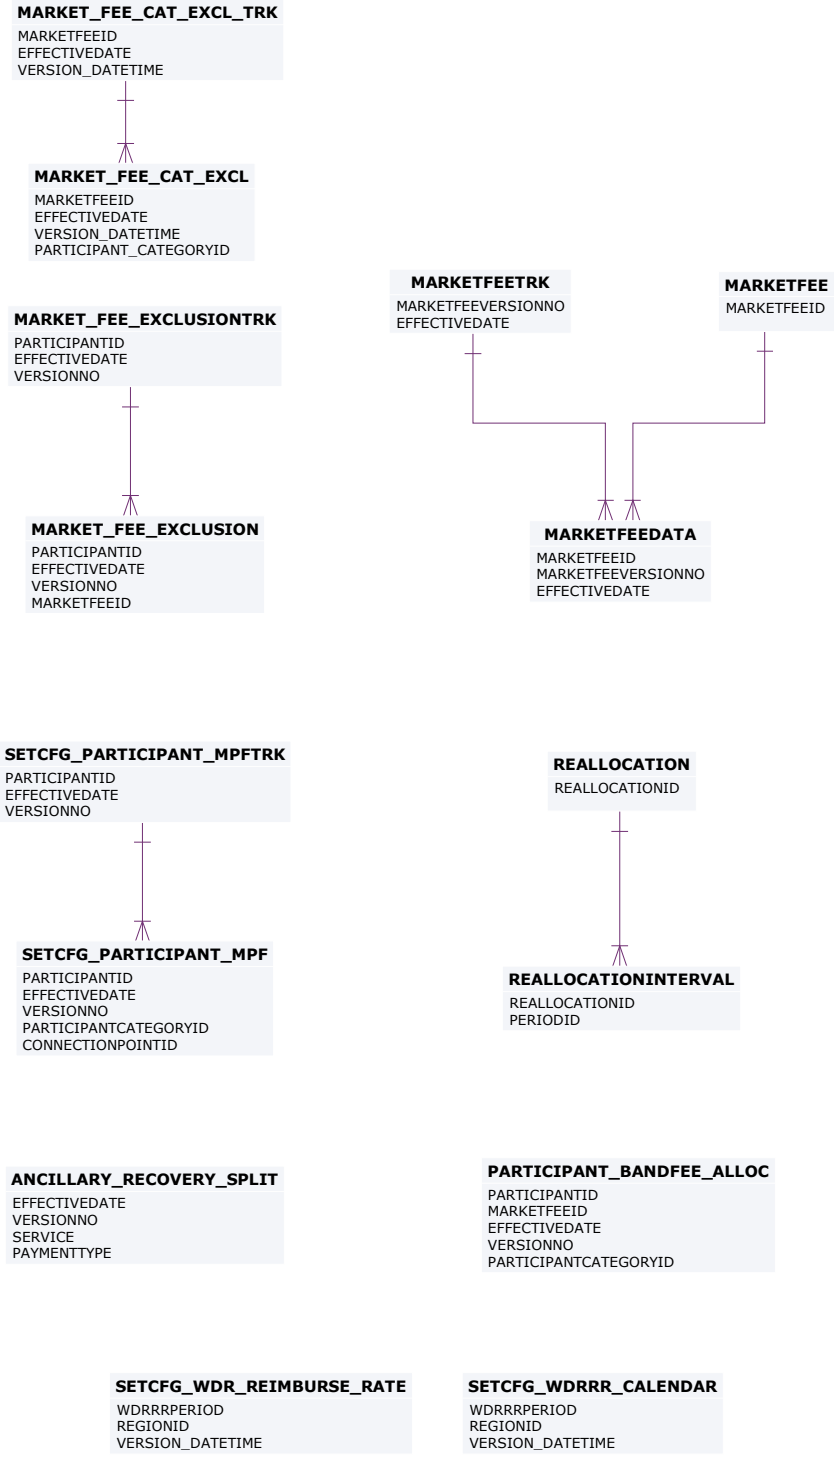 MARKET_FEE_CAT_EXCL_TRK
MARKETFEEID
EFFECTIVEDATE
VERSION_DATETIME
MARKET_FEE_CAT_EXCL
MARKETFEEID
EFFECTIVEDATE
VERSION_DATETIME
PARTICIPANT_CATEGORYID
MARKETFEETRK
MARKETFEEVERSIONNO
EFFECTIVEDATE
MARKETFEE
MARKETFEEID
MARKET_FEE_EXCLUSIONTRK
PARTICIPANTID
EFFECTIVEDATE
VERSIONNO
MARKET_FEE_EXCLUSION
PARTICIPANTID
EFFECTIVEDATE
VERSIONNO
MARKETFEEID
MARKETFEEDATA
MARKETFEEID
MARKETFEEVERSIONNO
EFFECTIVEDATE
SETCFG_PARTICIPANT_MPFTRK
PARTICIPANTID
EFFECTIVEDATE
VERSIONNO
REALLOCATION
REALLOCATIONID
SETCFG_PARTICIPANT_MPF
PARTICIPANTID
EFFECTIVEDATE
VERSIONNO
PARTICIPANTCATEGORYID
CONNECTIONPOINTID
REALLOCATIONINTERVAL
REALLOCATIONID
PERIODID
ANCILLARY_RECOVERY_SPLIT
EFFECTIVEDATE
VERSIONNO
SERVICE
PAYMENTTYPE
PARTICIPANT_BANDFEE_ALLOC
PARTICIPANTID
MARKETFEEID
EFFECTIVEDATE
VERSIONNO
PARTICIPANTCATEGORYID
SETCFG_WDR_REIMBURSE_RATE
WDRRRPERIOD
REGIONID
VERSION_DATETIME
SETCFG_WDRRR_CALENDAR
WDRRRPERIOD
REGIONID
VERSION_DATETIME